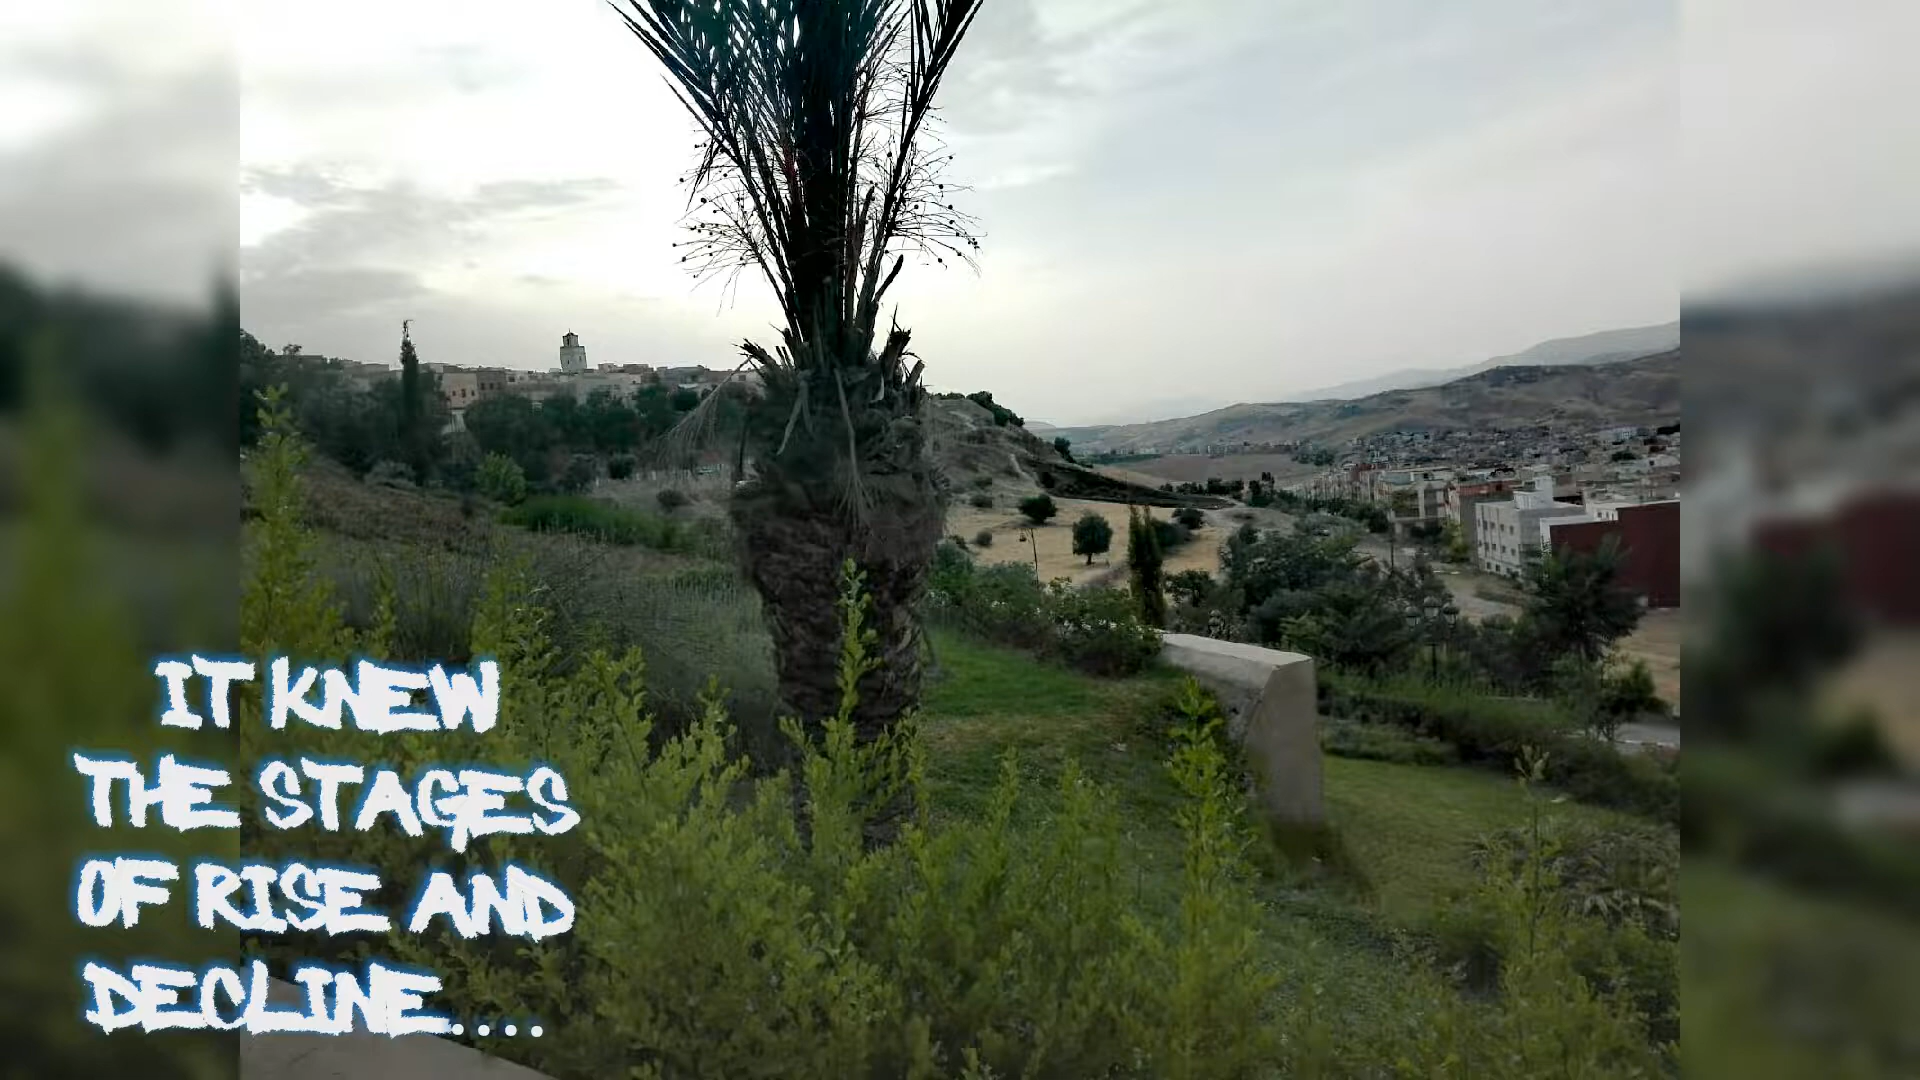 IT KNEW
THE STAGES
OF RISE AND
DECLINE....